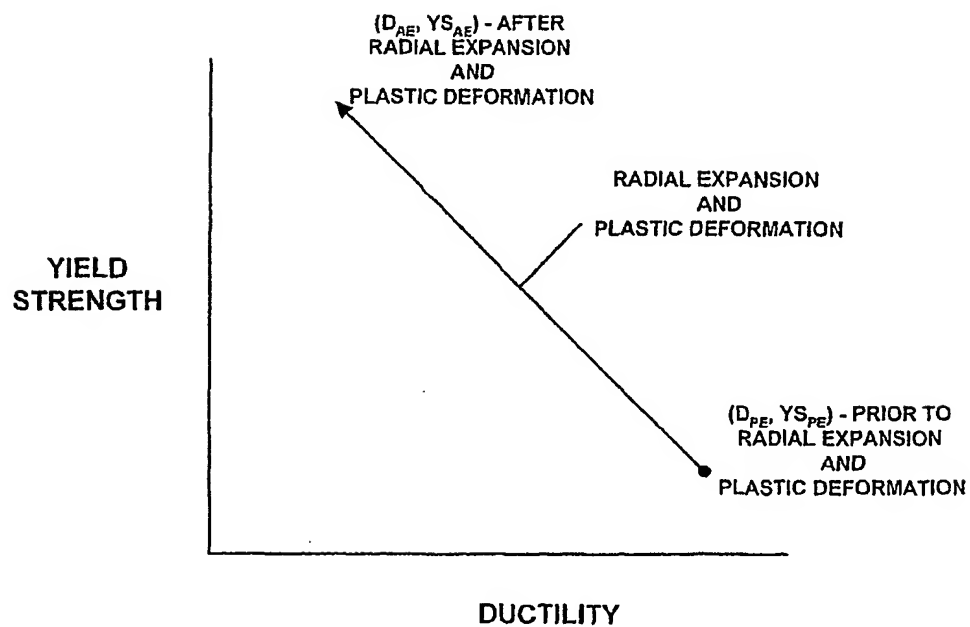 (D_AE, YS_AE) - AFTER
RADIAL EXPANSION
AND
PLASTIC DEFORMATION
RADIAL EXPANSION
AND
PLASTIC DEFORMATION
YIELD
STRENGTH
(D_PE, YS_PE) - PRIOR TO
RADIAL EXPANSION
AND
PLASTIC DEFORMATION
DUCTILITY